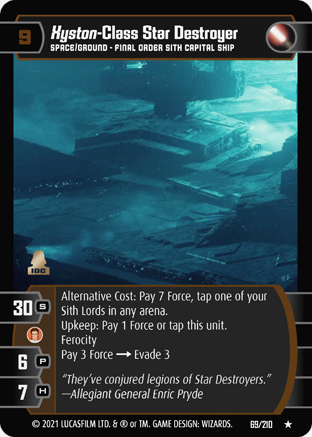 9
Xyston-Class Star Destroyer
SPACE/GROUND - FINAL ORDER SITH CAPITAL SHIP
IDC
30 S
6 P
7 H
Alternative Cost: Pay 7 Force, tap one of your
Sith Lords in any arena.
Upkeep: Pay 1 Force or tap this unit.
Ferocity
Pay 3 Force → Evade 3
"They've conjured legions of Star Destroyers."
—Allegiant General Enric Pryde
© 2021 LUCASFILM LTD. & ® or TM. GAME DESIGN: WIZARDS.
69/210